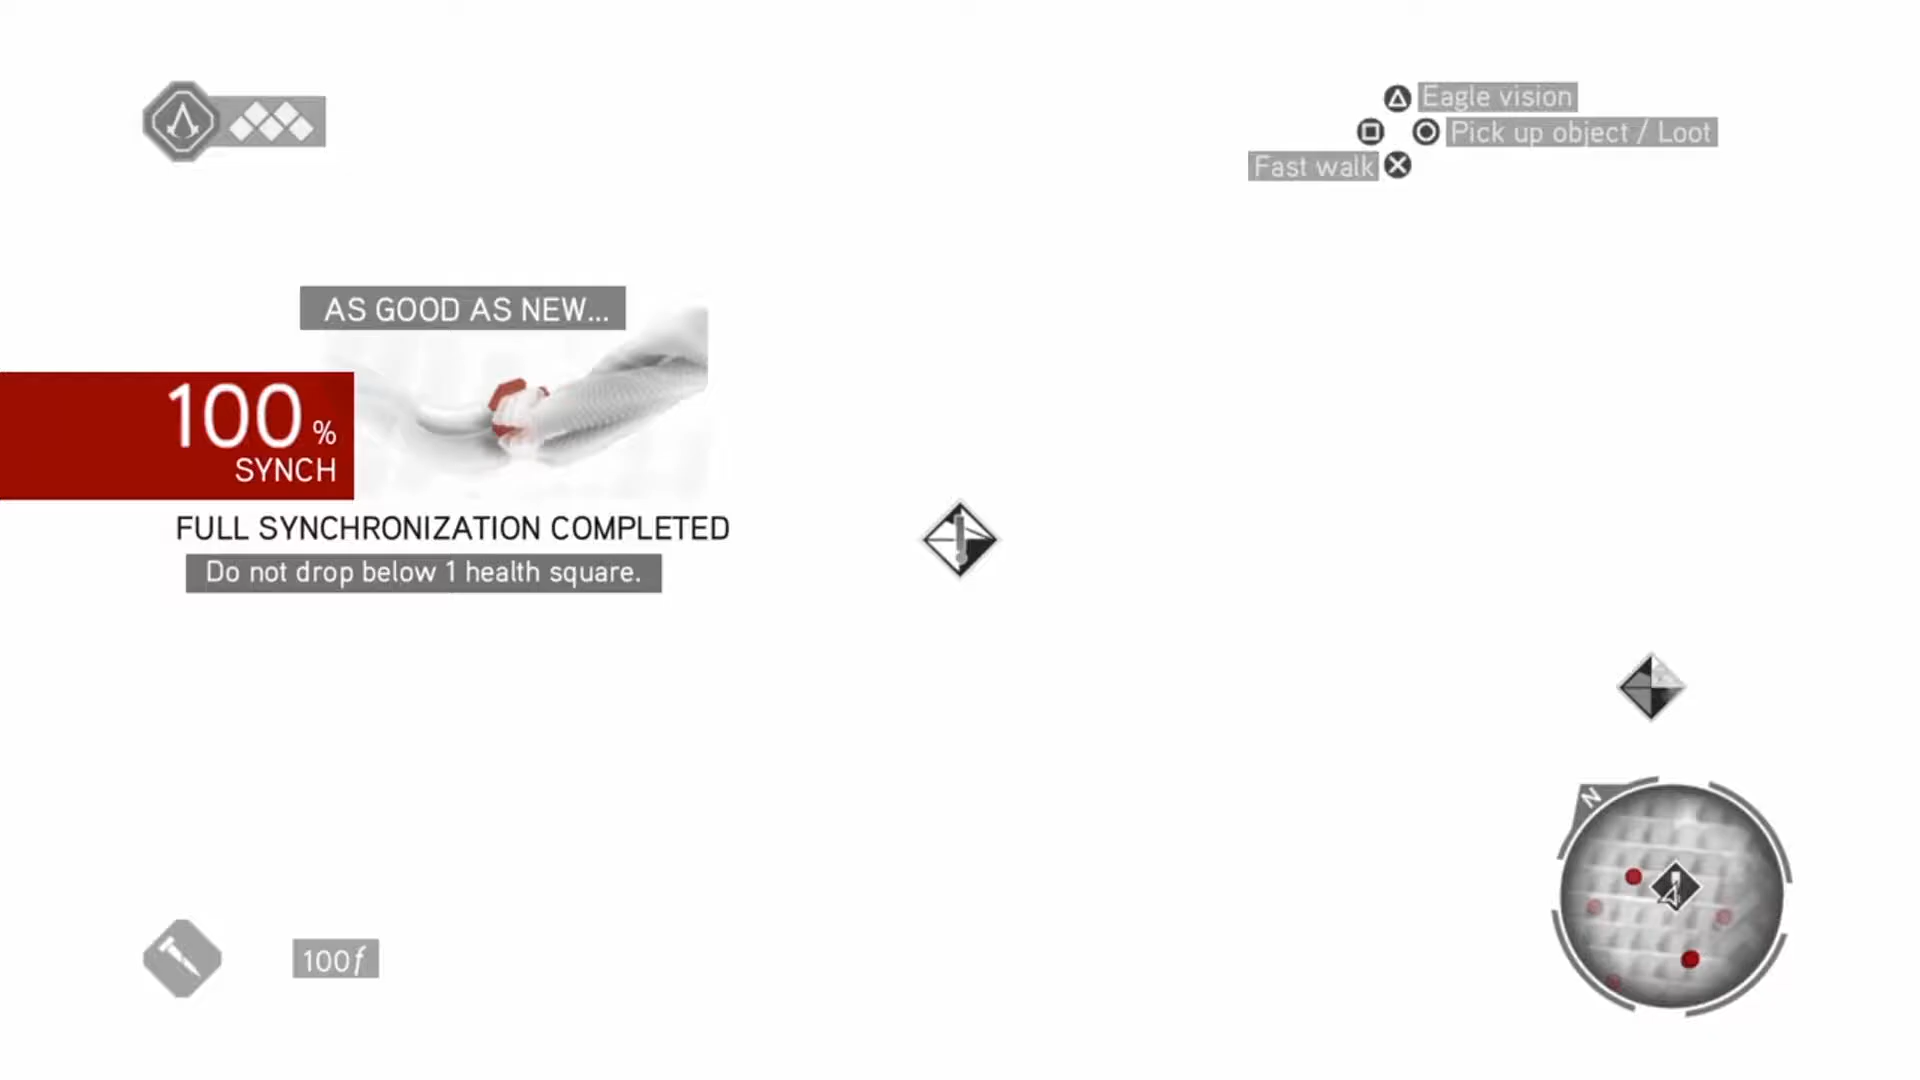 Eagle vision
Pick up object / Loot
Fast walk
AS GOOD AS NEW...
100 %
SYNCH
FULL SYNCHRONIZATION COMPLETED
Do not drop below 1 health square.
N
100ƒ